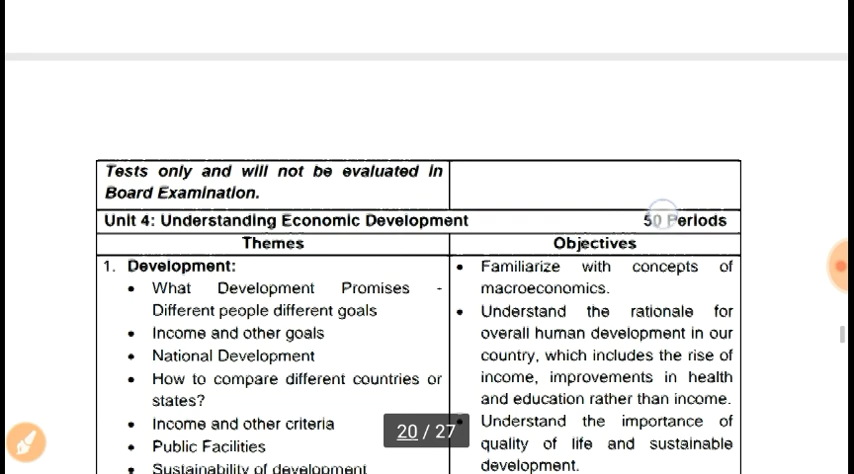 Tests only and will not be evaluated in
Board Examination.
Unit 4: Understanding Economic Development 50 Periods
Themes Objectives
1. Development:
• What Development Promises -
Different people different goals
• Income and other goals
• National Development
• How to compare different countries or
states?
• Income and other criteria
• Public Facilities
• Sustainability of development
• Familiarize with concepts of
macroeconomics.
• Understand the rationale for
overall human development in our
country, which includes the rise of
income, improvements in health
and education rather than income.
• Understand the importance of
quality of life and sustainable
development.
20 / 27